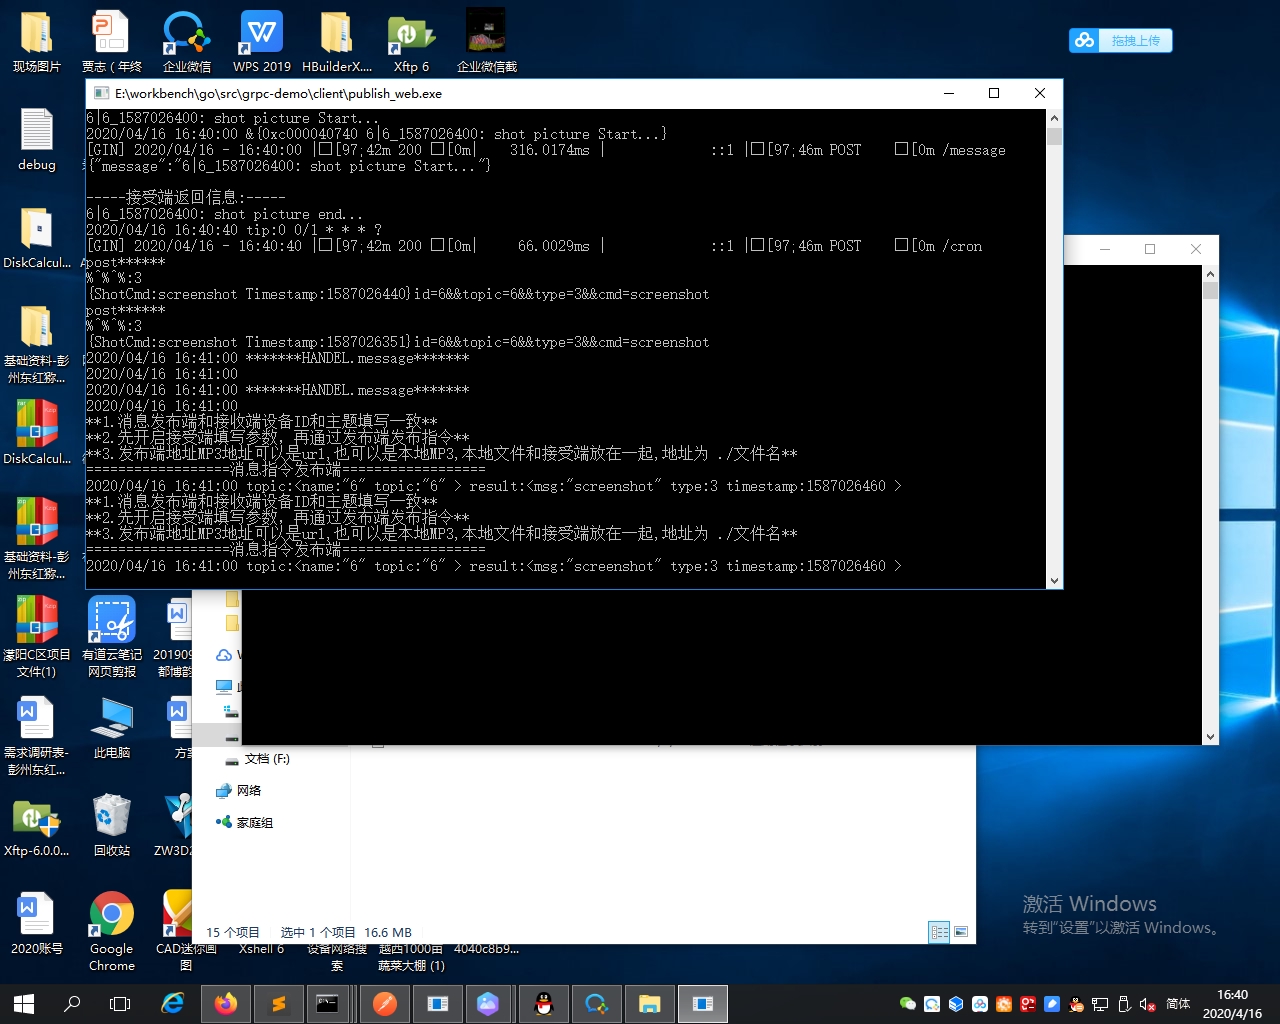 现场图片
贾志 ( 年终
企业微信
WPS 2019
HBuilderX....
Xftp 6
企业微信截
拖拽上传
E:\workbench\go\src\grpc-demo\client\publish_web.exe
6|6_1587026400: shot picture Start...
2020/04/16 16:40:00 &{0xc000040740 6|6_1587026400: shot picture Start...}
[GIN] 2020/04/16 - 16:40:00 |□[97;42m 200 □[0m|    316.0174ms |             ::1 |□[97;46m POST    □[0m /message
{"message":"6|6_1587026400: shot picture Start..."}
-----接受端返回信息:-----
6|6_1587026400: shot picture end...
2020/04/16 16:40:40 tip:0 0/1 * * * ?
[GIN] 2020/04/16 - 16:40:40 |□[97;42m 200 □[0m|     66.0029ms |             ::1 |□[97;46m POST    □[0m /cron
post******
%^%^%:3
{ShotCmd:screenshot Timestamp:1587026440}id=6&&topic=6&&type=3&&cmd=screenshot
post******
%^%^%:3
{ShotCmd:screenshot Timestamp:1587026351}id=6&&topic=6&&type=3&&cmd=screenshot
2020/04/16 16:41:00 *******HANDEL.message*******
2020/04/16 16:41:00
2020/04/16 16:41:00 *******HANDEL.message*******
2020/04/16 16:41:00
**1.消息发布端和接收端设备ID和主题填写一致**
**2.先开启接受端填写参数, 再通过发布端发布指令**
**3.发布端地址MP3地址可以是url,也可以是本地MP3,本地文件和接受端放在一起,地址为 ./文件名**
==================消息指令发布端==================
2020/04/16 16:41:00 topic:<name:"6" topic:"6" > result:<msg:"screenshot" type:3 timestamp:1587026460 >
**1.消息发布端和接收端设备ID和主题填写一致**
**2.先开启接受端填写参数, 再通过发布端发布指令**
**3.发布端地址MP3地址可以是url,也可以是本地MP3,本地文件和接受端放在一起,地址为 ./文件名**
==================消息指令发布端==================
2020/04/16 16:41:00 topic:<name:"6" topic:"6" > result:<msg:"screenshot" type:3 timestamp:1587026460 >
debug
DiskCalcul...
基础资料-彭
州东红猕...
DiskCalcul...
基础资料-彭
州东红猕...
濛阳C区项目
文件(1)
有道云笔记
网页剪报
201909
都博韵
需求调研表-
彭州东红...
此电脑
方案
文档 (F:)
网络
家庭组
Xftp-6.0.0...
回收站
ZW3D2
15 个项目
选中 1 个项目
16.6 MB
2020账号
Google
Chrome
CAD迷你画
图
Xshell 6
设备网络搜
索
越西1000亩
蔬菜大棚 (1)
4040c8b9...
激活 Windows
转到"设置"以激活 Windows。
简体
16:40
2020/4/16